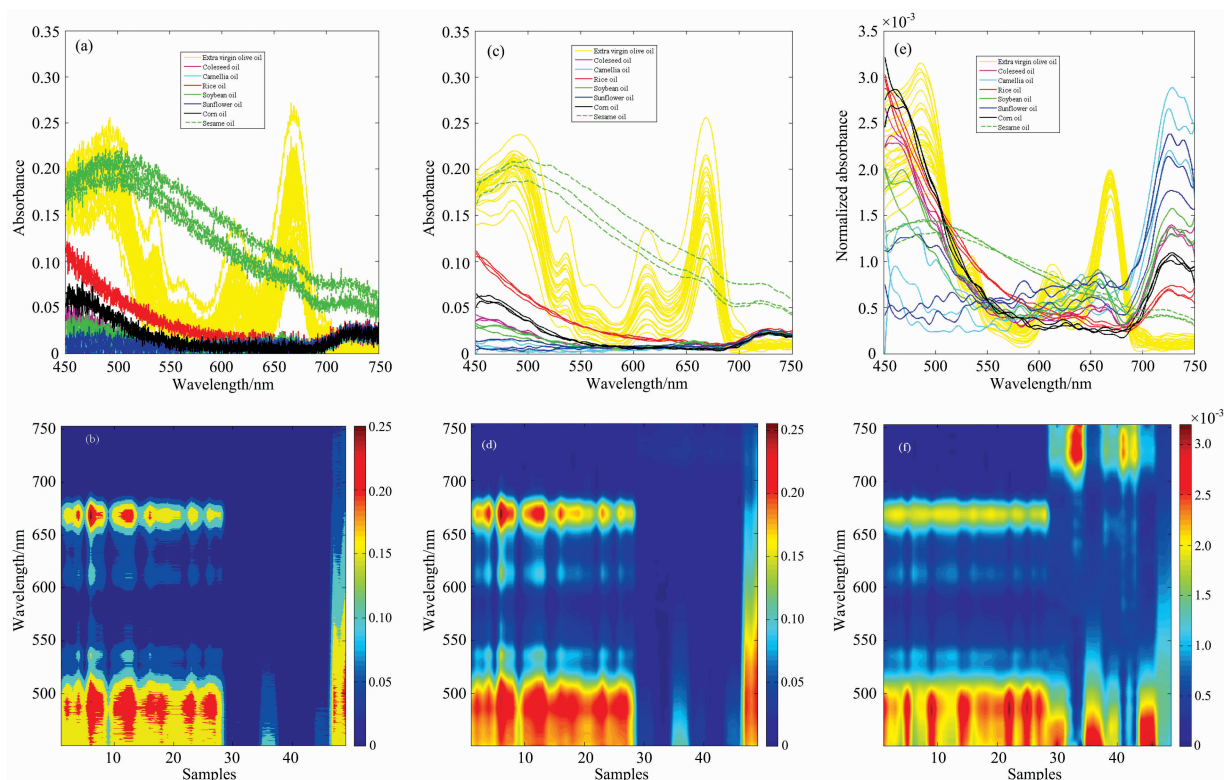 (a)
0.35
0.30
0.25
0.20
0.15
0.10
0.05
0
Absorbance
Extra virgin olive oil
Coleseed oil
Camellia oil
Rice oil
Soybean oil
Sunflower oil
Corn oil
Sesame oil
450 500 550 600 650 700 750
Wavelength/nm
(c)
0.35
0.30
0.25
0.20
0.15
0.10
0.05
0
Absorbance
Extra virgin olive oil
Coleseed oil
Camellia oil
Rice oil
Soybean oil
Sunflower oil
Corn oil
Sesame oil
450 500 550 600 650 700 750
Wavelength/nm
×10-3
(e)
3.5
3.0
2.5
2.0
1.5
1.0
0.5
0
Normalized absorbance
Extra virgin olive oil
Coleseed oil
Camellia oil
Rice oil
Soybean oil
Sunflower oil
Corn oil
Sesame oil
450 500 550 600 650 700 750
Wavelength/nm
(b)
750
700
650
600
550
500
Wavelength/nm
10 20 30 40
Samples
0.25
0.20
0.15
0.10
0.05
0
(d)
750
700
650
600
550
500
Wavelength/nm
10 20 30 40
Samples
0.25
0.20
0.15
0.10
0.05
0
(f)
750
700
650
600
550
500
Wavelength/nm
10 20 30 40
Samples
×10-3
3.0
2.5
2.0
1.5
1.0
0.5
0